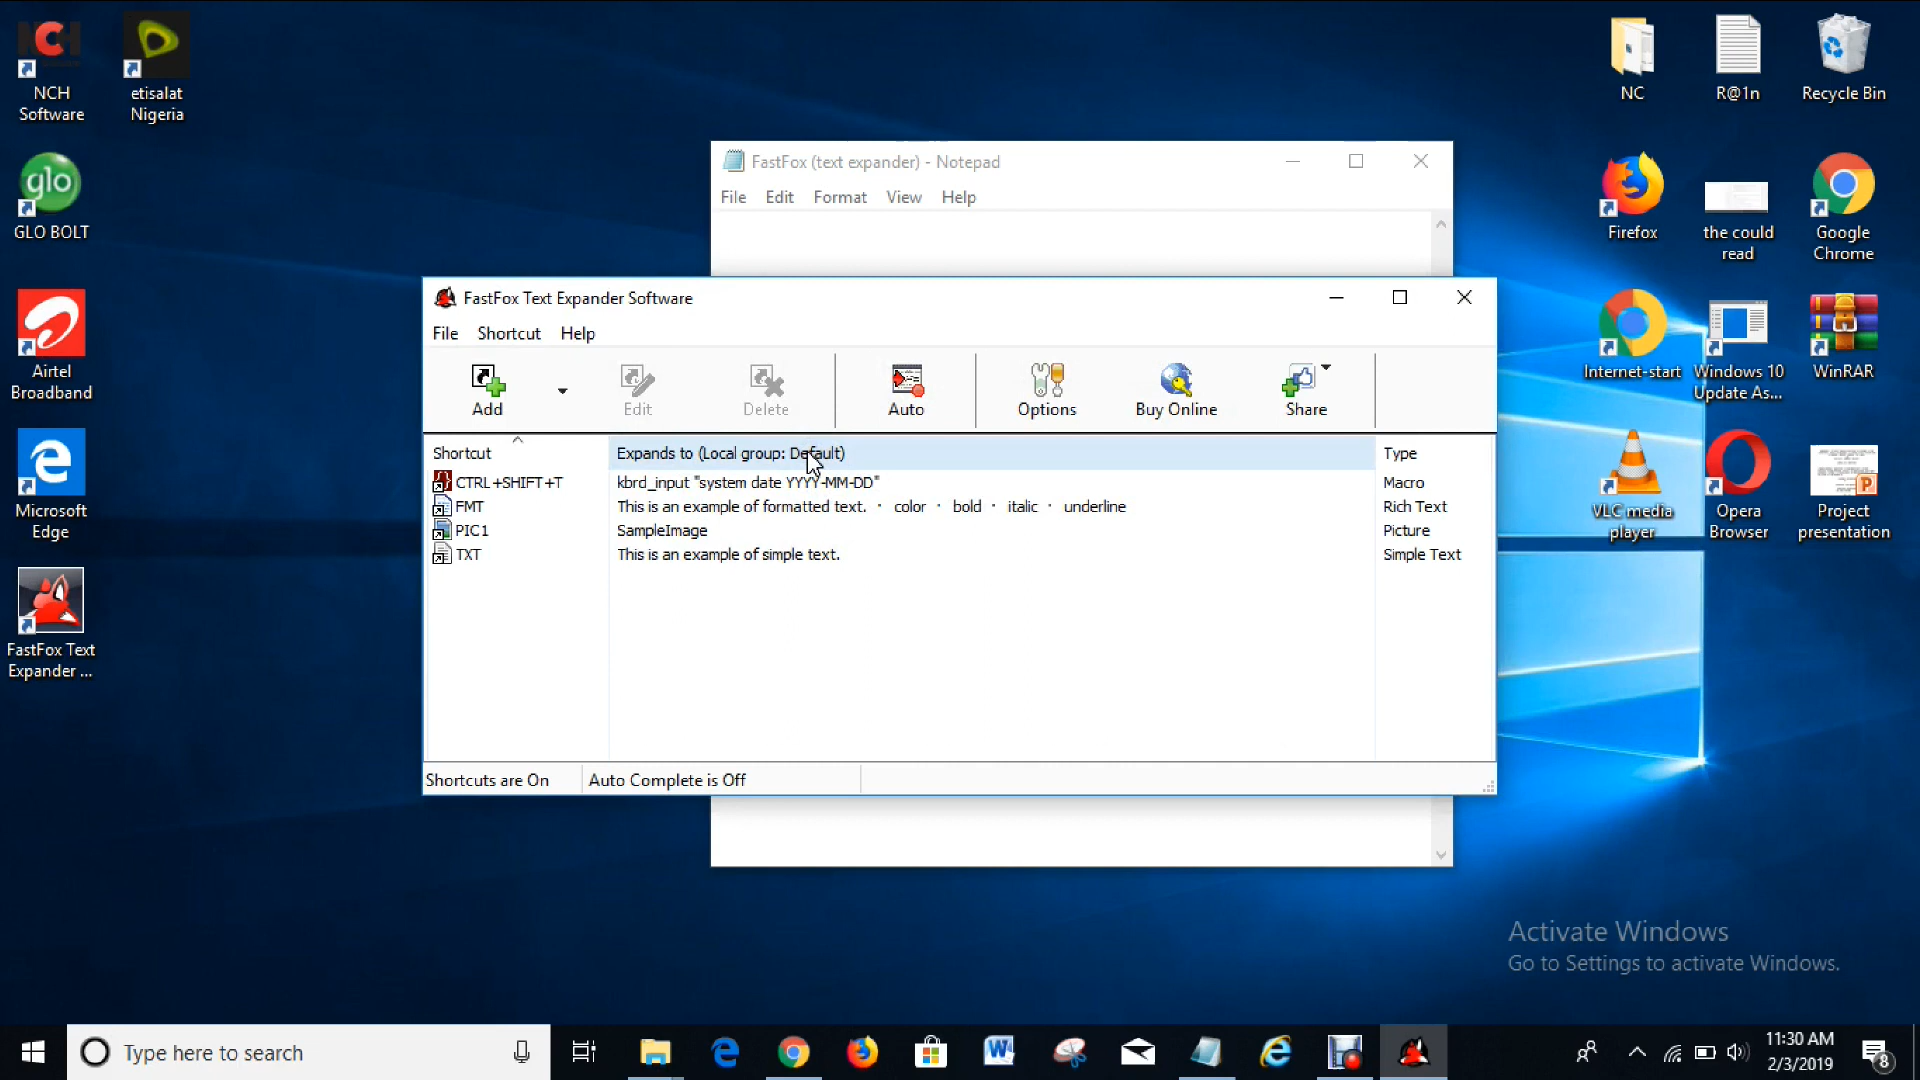 NCH
Software
etisalat
Nigeria
glo
GLO BOLT
Airtel
Broadband
Microsoft
Edge
FastFox Text
Expander ...
NC
R@1n
Recycle Bin
Firefox
the could
read
Google
Chrome
Internet-start
Windows 10
Update As...
WinRAR
VLC media
player
Opera
Browser
Project
presentation
FastFox (text expander) - Notepad
File Edit Format View Help
FastFox Text Expander Software
File Shortcut Help
Add Edit Delete Auto Options Buy Online Share
Shortcut Expands to (Local group: Default) Type
CTRL+SHIFT+T kbrd_input "system date YYYY-MM-DD" Macro
FMT This is an example of formatted text. · color · bold · italic · underline Rich Text
PIC1 SampleImage Picture
TXT This is an example of simple text. Simple Text
Shortcuts are On Auto Complete is Off
Activate Windows
Go to Settings to activate Windows.
Type here to search
11:30 AM
2/3/2019
8